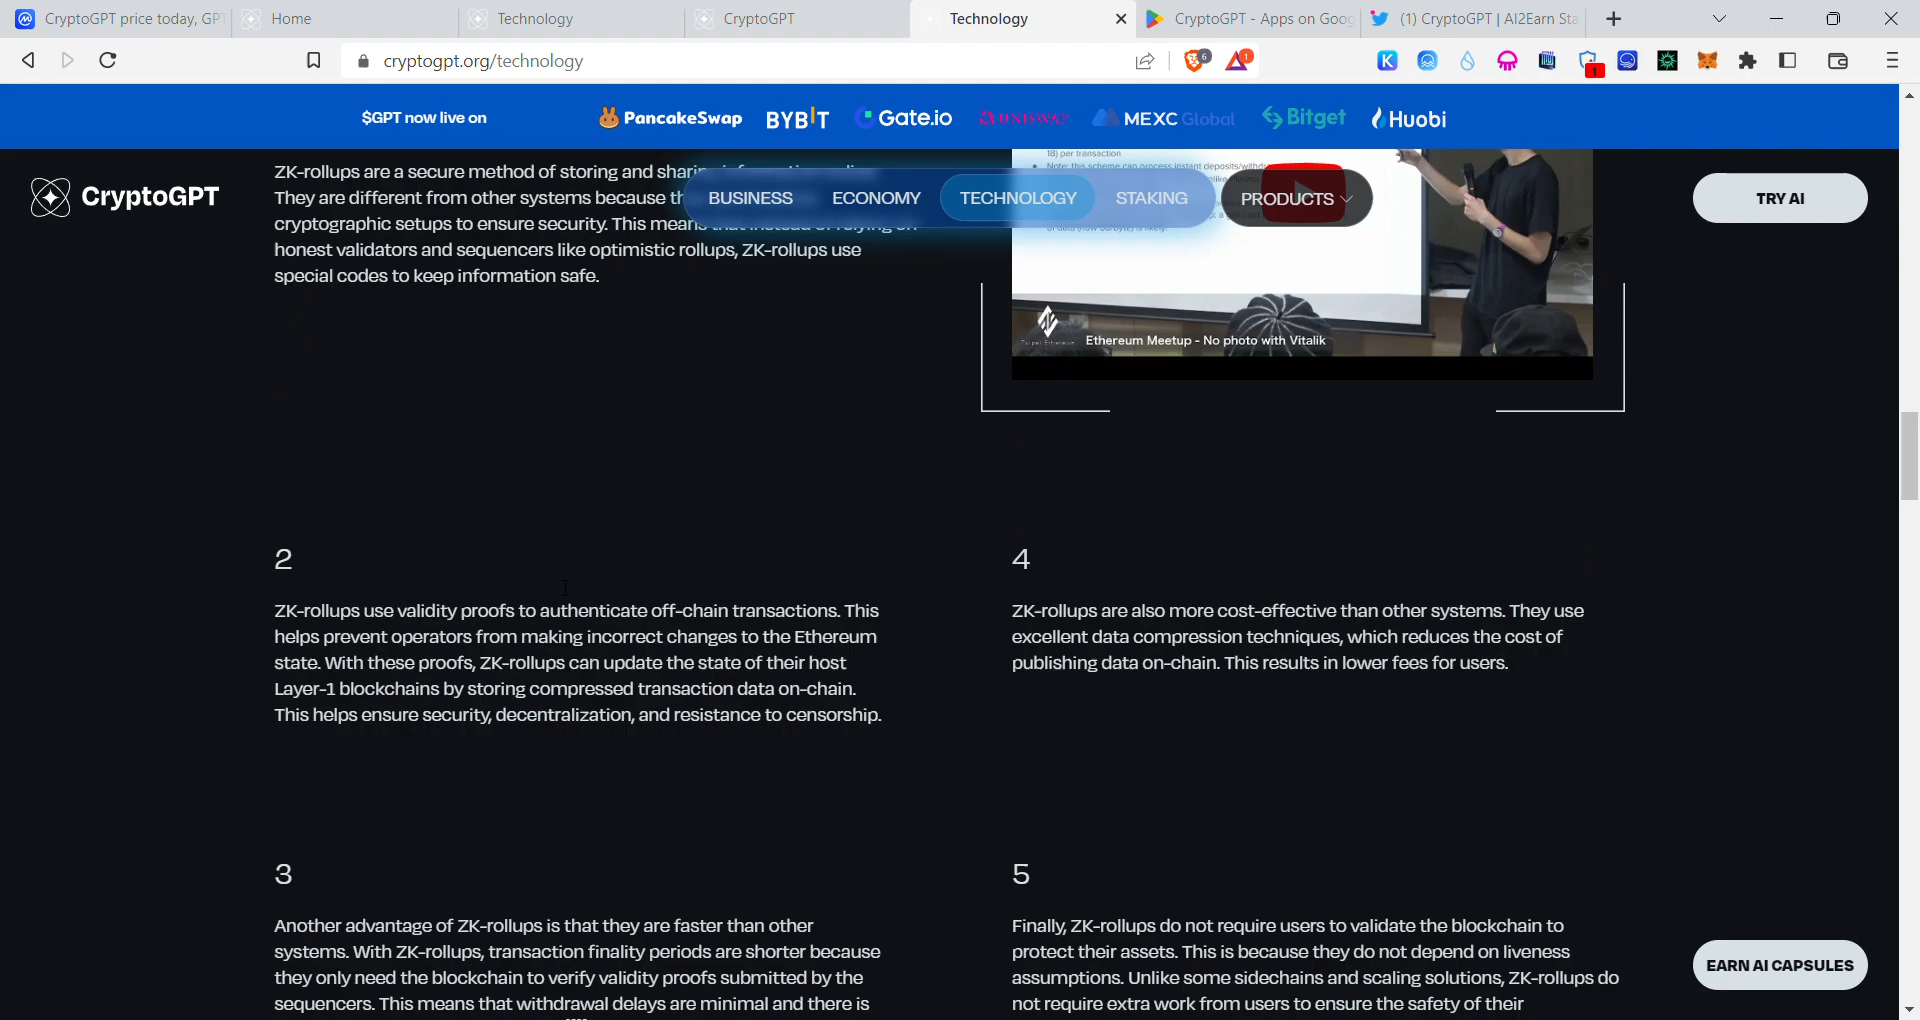 CryptoGPT price today, GPT
Home
Technology
CryptoGPT
Technology
CryptoGPT - Apps on Goog
(1) CryptoGPT | AI2Earn Sta
cryptogpt.org/technology
6
1
1
$GPT now live on
PancakeSwap
BYBIT
Gate.io
UNISWAP
MEXC Global
Bitget
Huobi
CryptoGPT
BUSINESS
ECONOMY
TECHNOLOGY
STAKING
PRODUCTS
TRY AI
ZK-rollups are a secure method of storing and
They are different from other systems because
cryptographic setups to ensure security. This means
honest validators and sequencers like optimistic rollups, ZK-rollups use
special codes to keep information safe.
18) per transaction
Ethereum Meetup - No photo with Vitalik
2
ZK-rollups use validity proofs to authenticate off-chain transactions. This
helps prevent operators from making incorrect changes to the Ethereum
state. With these proofs, ZK-rollups can update the state of their host
Layer-1 blockchains by storing compressed transaction data on-chain.
This helps ensure security, decentralization, and resistance to censorship.
4
ZK-rollups are also more cost-effective than other systems. They use
excellent data compression techniques, which reduces the cost of
publishing data on-chain. This results in lower fees for users.
3
Another advantage of ZK-rollups is that they are faster than other
systems. With ZK-rollups, transaction finality periods are shorter because
they only need the blockchain to verify validity proofs submitted by the
sequencers. This means that withdrawal delays are minimal and there is
5
Finally, ZK-rollups do not require users to validate the blockchain to
protect their assets. This is because they do not depend on liveness
assumptions. Unlike some sidechains and scaling solutions, ZK-rollups do
not require extra work from users to ensure the safety of their
EARN AI CAPSULES